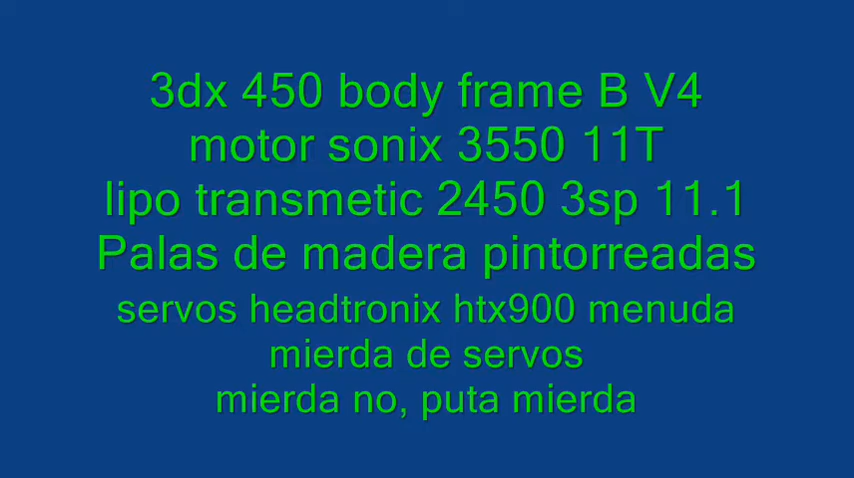 3dx 450 body frame B V4
motor sonix 3550 11T
lipo transmetic 2450 3sp 11.1
Palas de madera pintorreadas
servos headtronix htx900 menuda
mierda de servos
mierda no, puta mierda